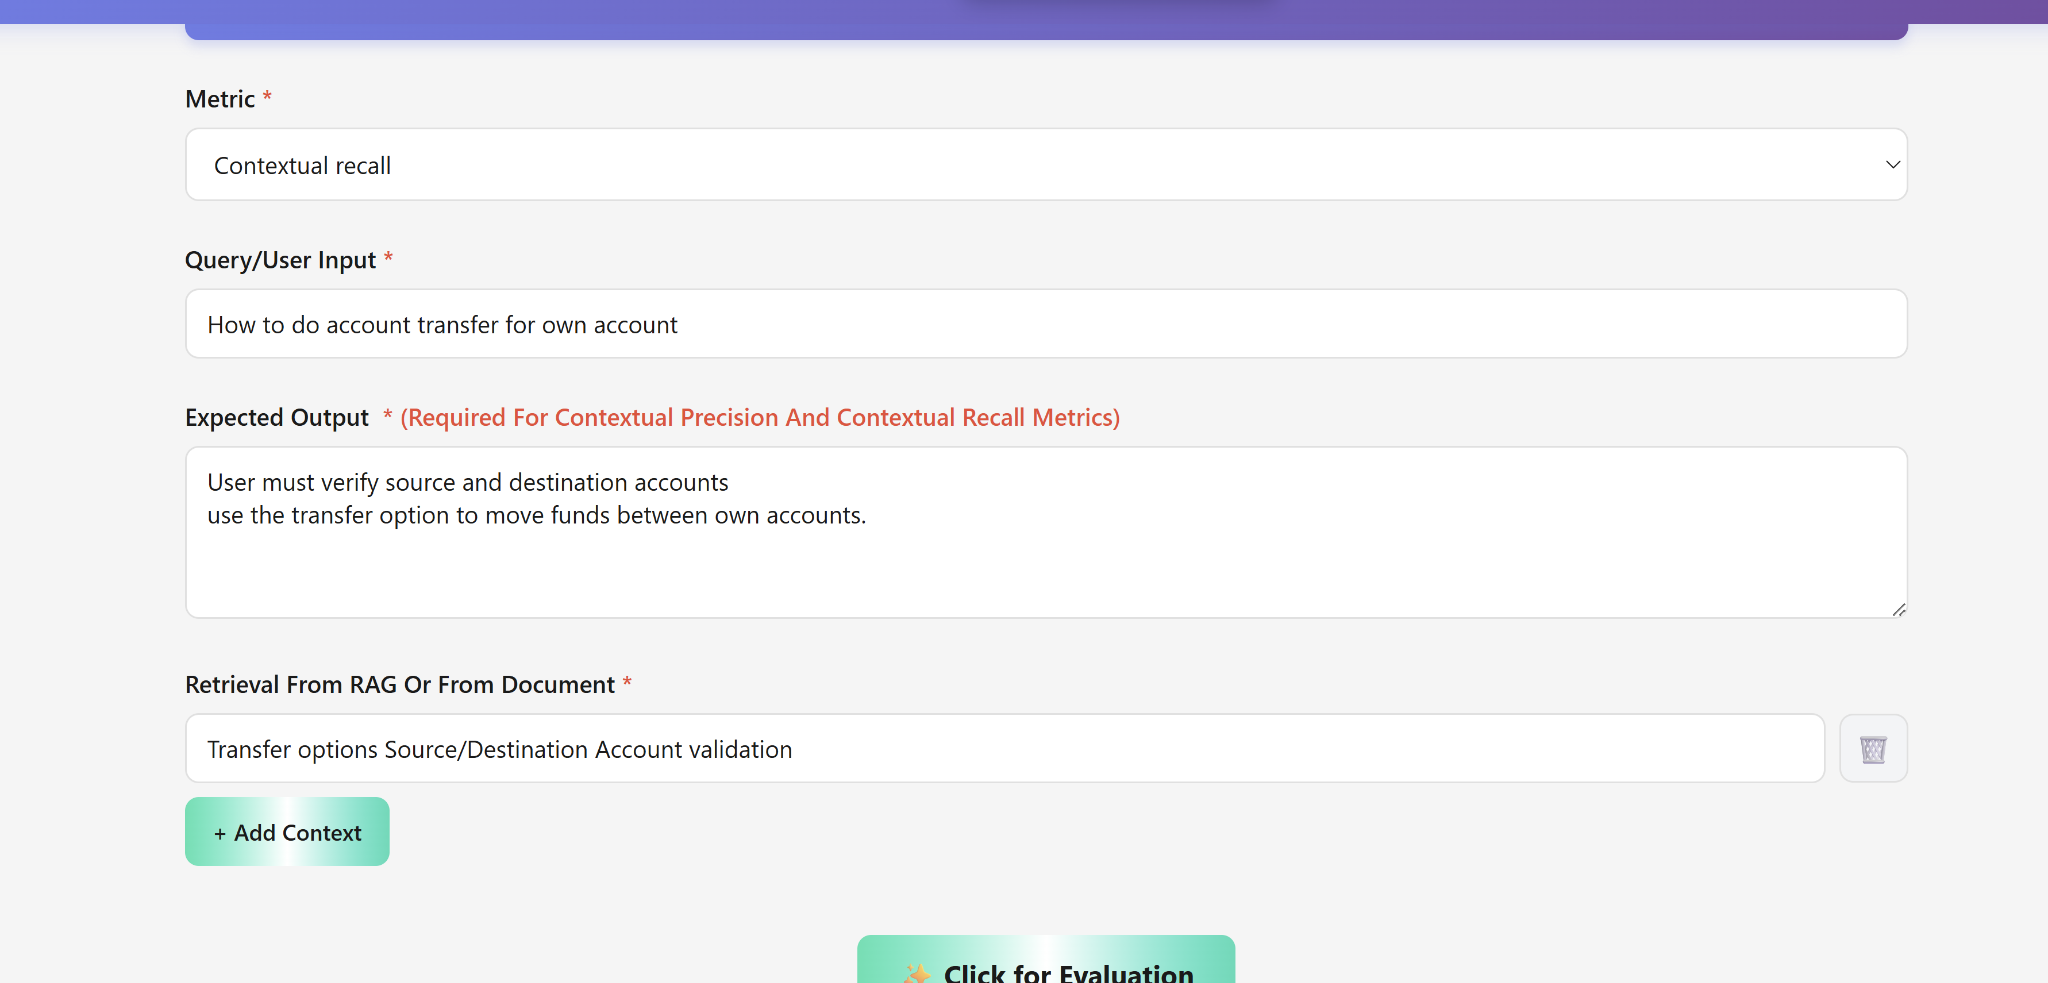 Metric *
Contextual recall
Query/User Input *
How to do account transfer for own account
Expected Output * (Required For Contextual Precision And Contextual Recall Metrics)
User must verify source and destination accounts
use the transfer option to move funds between own accounts.
Retrieval From RAG Or From Document *
Transfer options Source/Destination Account validation
+ Add Context
✨ Click for Evaluation